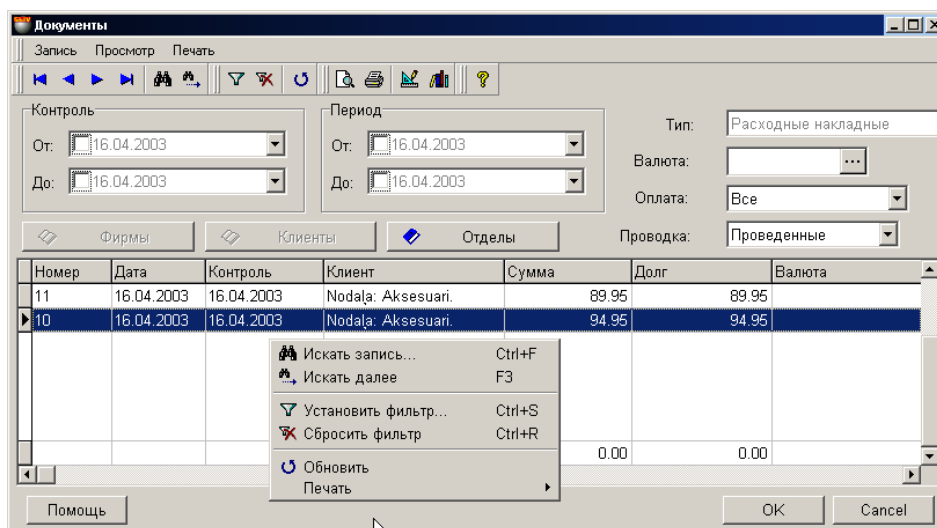 Документы
Запись Просмотр Печать
Контроль
Период
Тип: Расходные накладные
От: 16.04.2003
От: 16.04.2003
Валюта: ...
До: 16.04.2003
До: 16.04.2003
Оплата: Все
Фирмы Клиенты Отделы
Проводка: Проведенные
Номер Дата Контроль Клиент Сумма Долг Валюта
11 16.04.2003 16.04.2003 Nodaļa: Aksesuari. 89.95 89.95
10 16.04.2003 16.04.2003 Nodaļa: Aksesuari. 94.95 94.95
Искать запись... Ctrl+F
Искать далее F3
Установить фильтр... Ctrl+S
Сбросить фильтр Ctrl+R
0.00 0.00
Обновить
Печать
Помощь OK Cancel